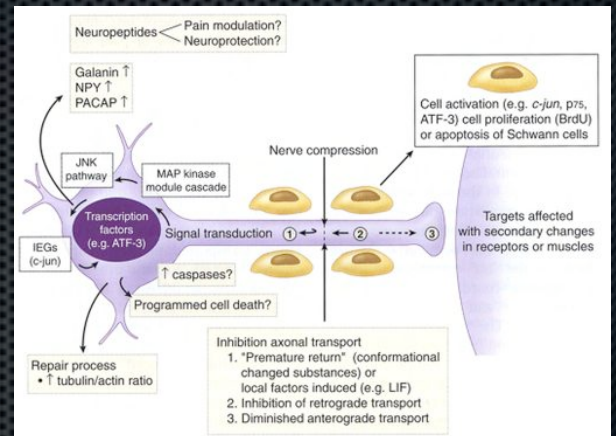 Neuropeptides
Pain modulation?
Neuroprotection?
Galanin ↑
NPY ↑
PACAP ↑
Cell activation (e.g. c-jun, p75,
ATF-3) cell proliferation (BrdU)
or apoptosis of Schwann cells
Nerve compression
JNK
pathway
MAP kinase
module cascade
Transcription
factors
(e.g. ATF-3)
Signal transduction
1
2
3
Targets affected
with secondary changes
in receptors or muscles
IEGs
(c-jun)
↑ caspases?
Programmed cell death?
Repair process
• ↑ tubulin/actin ratio
Inhibition axonal transport
1. "Premature return" (conformational
changed substances) or
local factors induced (e.g. LIF)
2. Inhibition of retrograde transport
3. Diminished anterograde transport